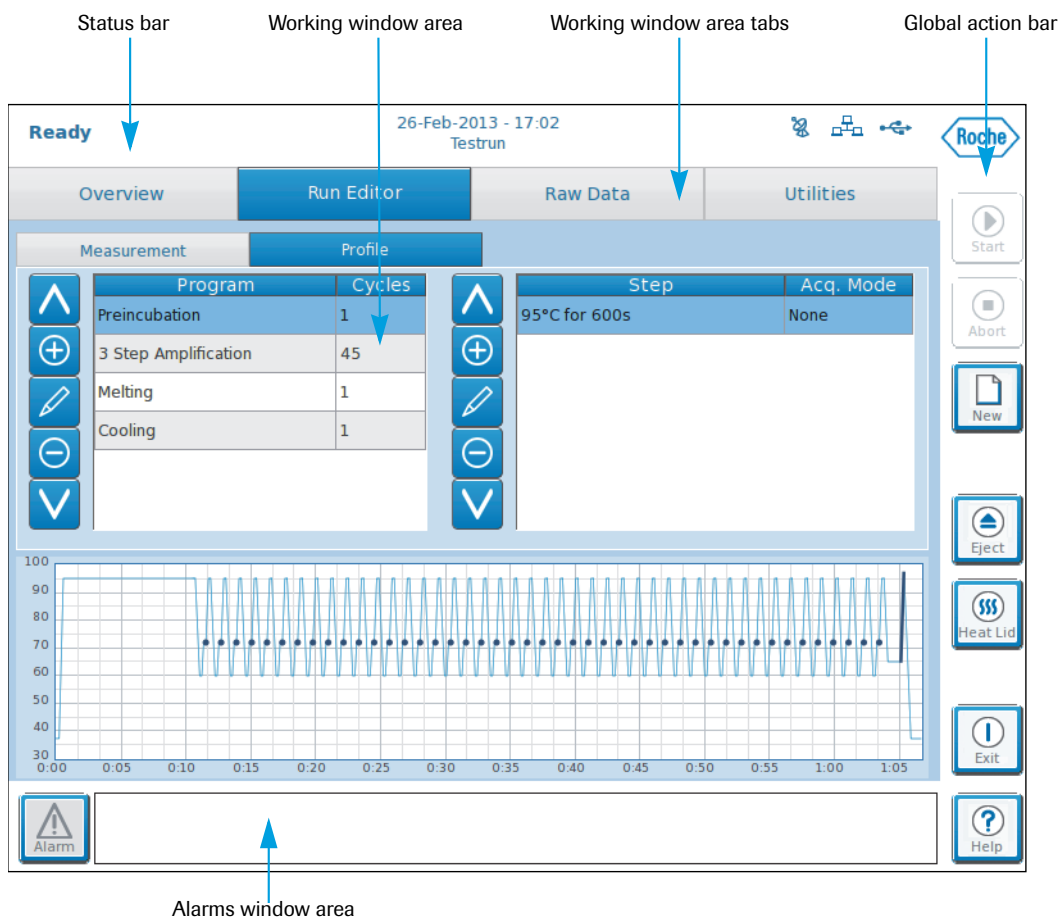 Status bar Working window area Working window area tabs Global action bar
Ready 26-Feb-2013 - 17:02
Testrun
Roche
Overview Run Editor Raw Data Utilities
Start
Measurement Profile
Program Cycles Step Acq. Mode
Preincubation 1 95°C for 600s None
Abort
3 Step Amplification 45
Melting 1
New
Cooling 1
Eject
100
90
80
Heat Lid
70
60
50
40
30
Exit
0:00 0:05 0:10 0:15 0:20 0:25 0:30 0:35 0:40 0:45 0:50 0:55 1:00 1:05
Alarm Help
Alarms window area